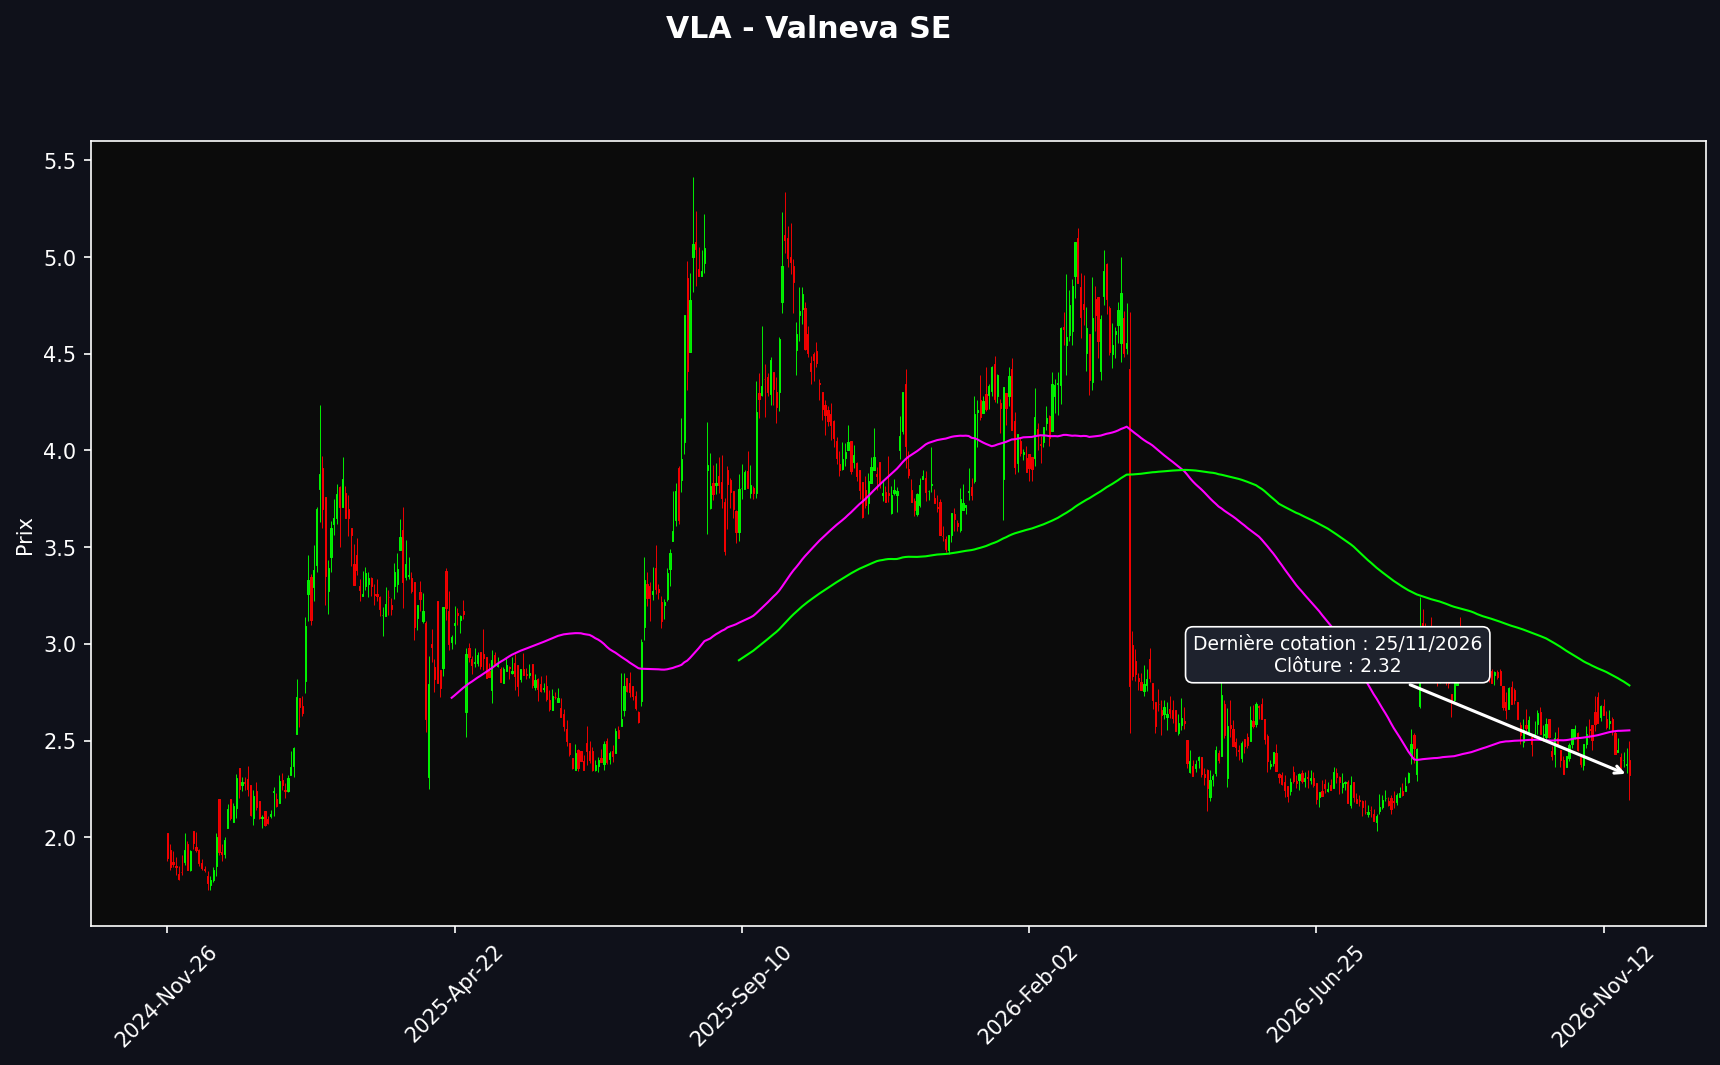 VLA - Valneva SE
5.5
5.0
4.5
4.0
3.5
3.0
2.5
2.0
Prix
Dernière cotation : 25/11/2026
Clôture : 2.32
2024-Nov-26
2025-Apr-22
2025-Sep-10
2026-Feb-02
2026-Jun-25
2026-Nov-12